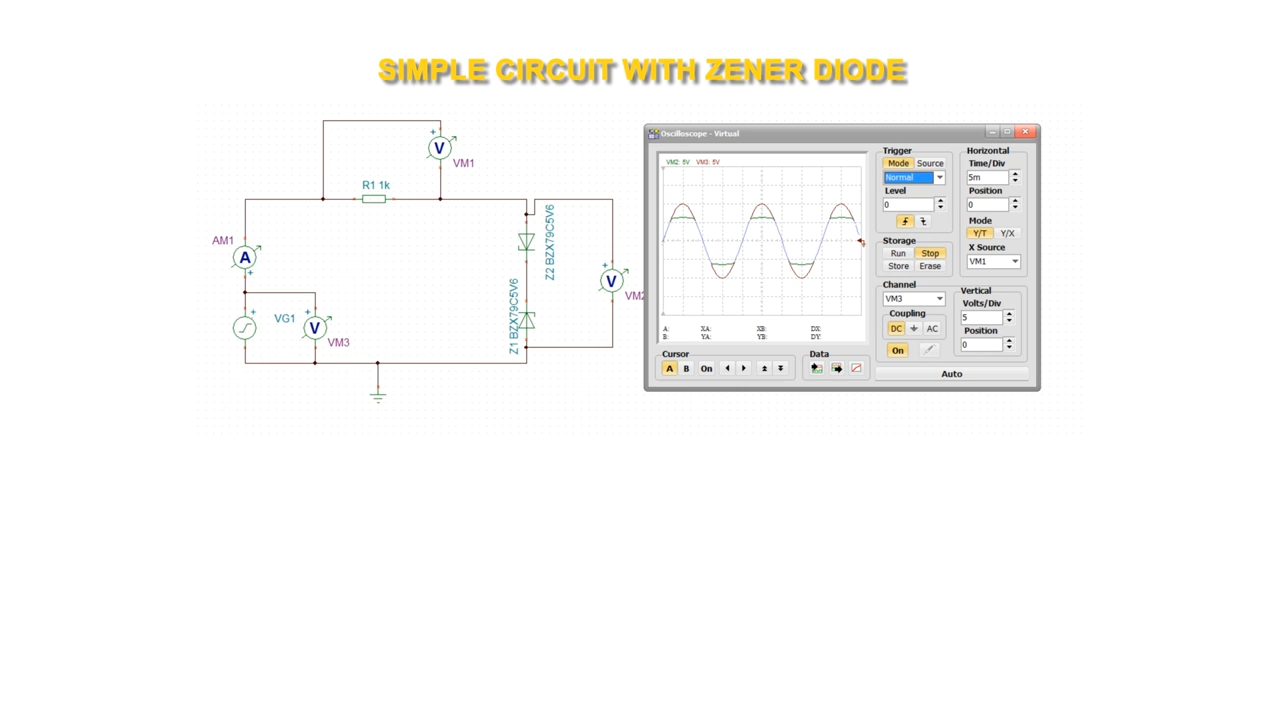 SIMPLE CIRCUIT WITH ZENER DIODE
V
VM1
R1 1k
AM1
A
VG1
V
VM3
Z2 BZX79C5V6
Z1 BZX79C5V6
V
VM2
Oscilloscope - Virtual
VM2: 5V VM3: 5V
A: XA: XB: DX:
B: YA: YB: DY:
Trigger
Mode Source
Normal
Level
0
Storage
Run Stop
Store Erase
Horizontal
Time/Div
5m
Position
0
Mode
Y/T Y/X
X Source
VM1
Channel
VM3
Coupling
DC AC
On
Vertical
Volts/Div
5
Position
0
Cursor
A B On
Data
Auto